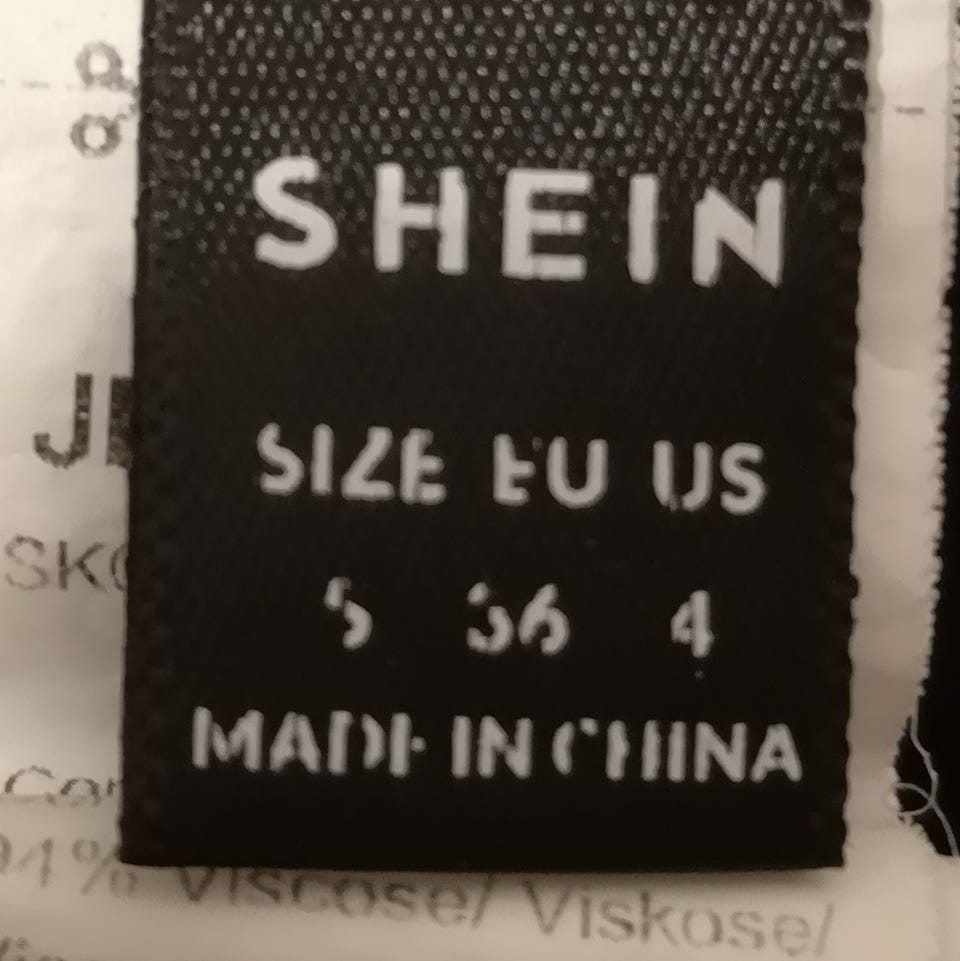 SHEIN
SIZE EU US
S 36 4
MADE IN CHINA
Viscose/ Viskose/